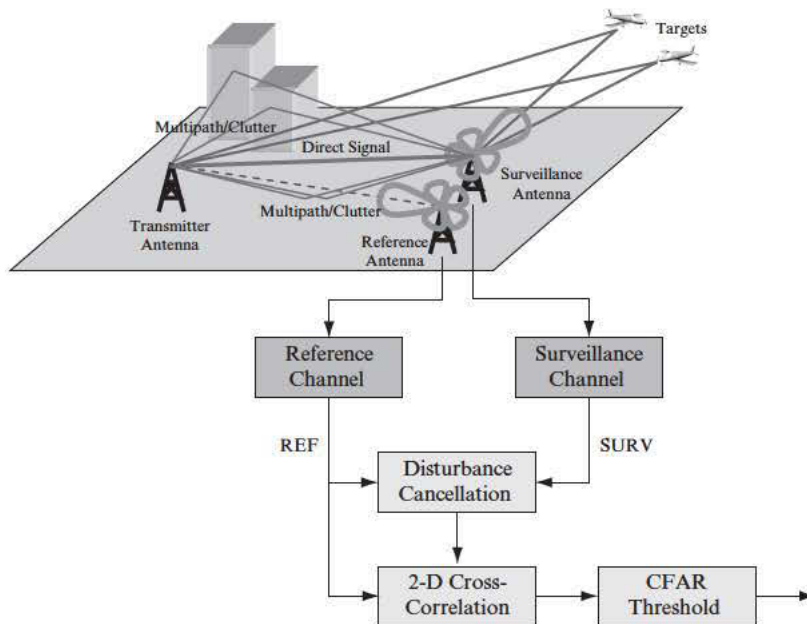 Targets
Multipath/Clutter
Direct Signal
Surveillance
Antenna
Transmitter
Antenna
Multipath/Clutter
Reference
Antenna
Reference
Channel
Surveillance
Channel
REF
SURV
Disturbance
Cancellation
2-D Cross-
Correlation
CFAR
Threshold